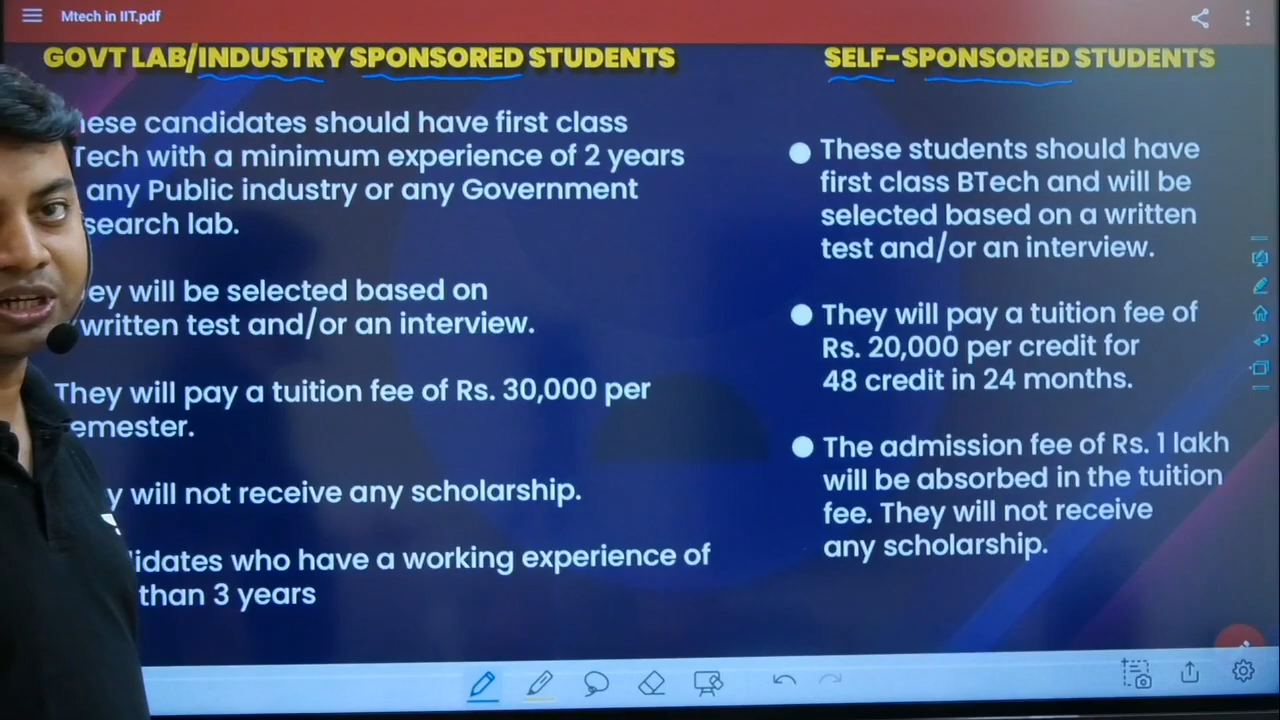 Mtech in IIT.pdf
GOVT LAB/INDUSTRY SPONSORED STUDENTS
candidates should have first class
Tech with a minimum experience of 2 years
any Public industry or any Government
search lab.
will be selected based on
written test and/or an interview.
They will pay a tuition fee of Rs. 30,000 per
emester.
will not receive any scholarship.
idates who have a working experience of
than 3 years
SELF-SPONSORED STUDENTS
These students should have
first class BTech and will be
selected based on a written
test and/or an interview.
They will pay a tuition fee of
Rs. 20,000 per credit for
48 credit in 24 months.
The admission fee of Rs. 1 lakh
will be absorbed in the tuition
fee. They will not receive
any scholarship.